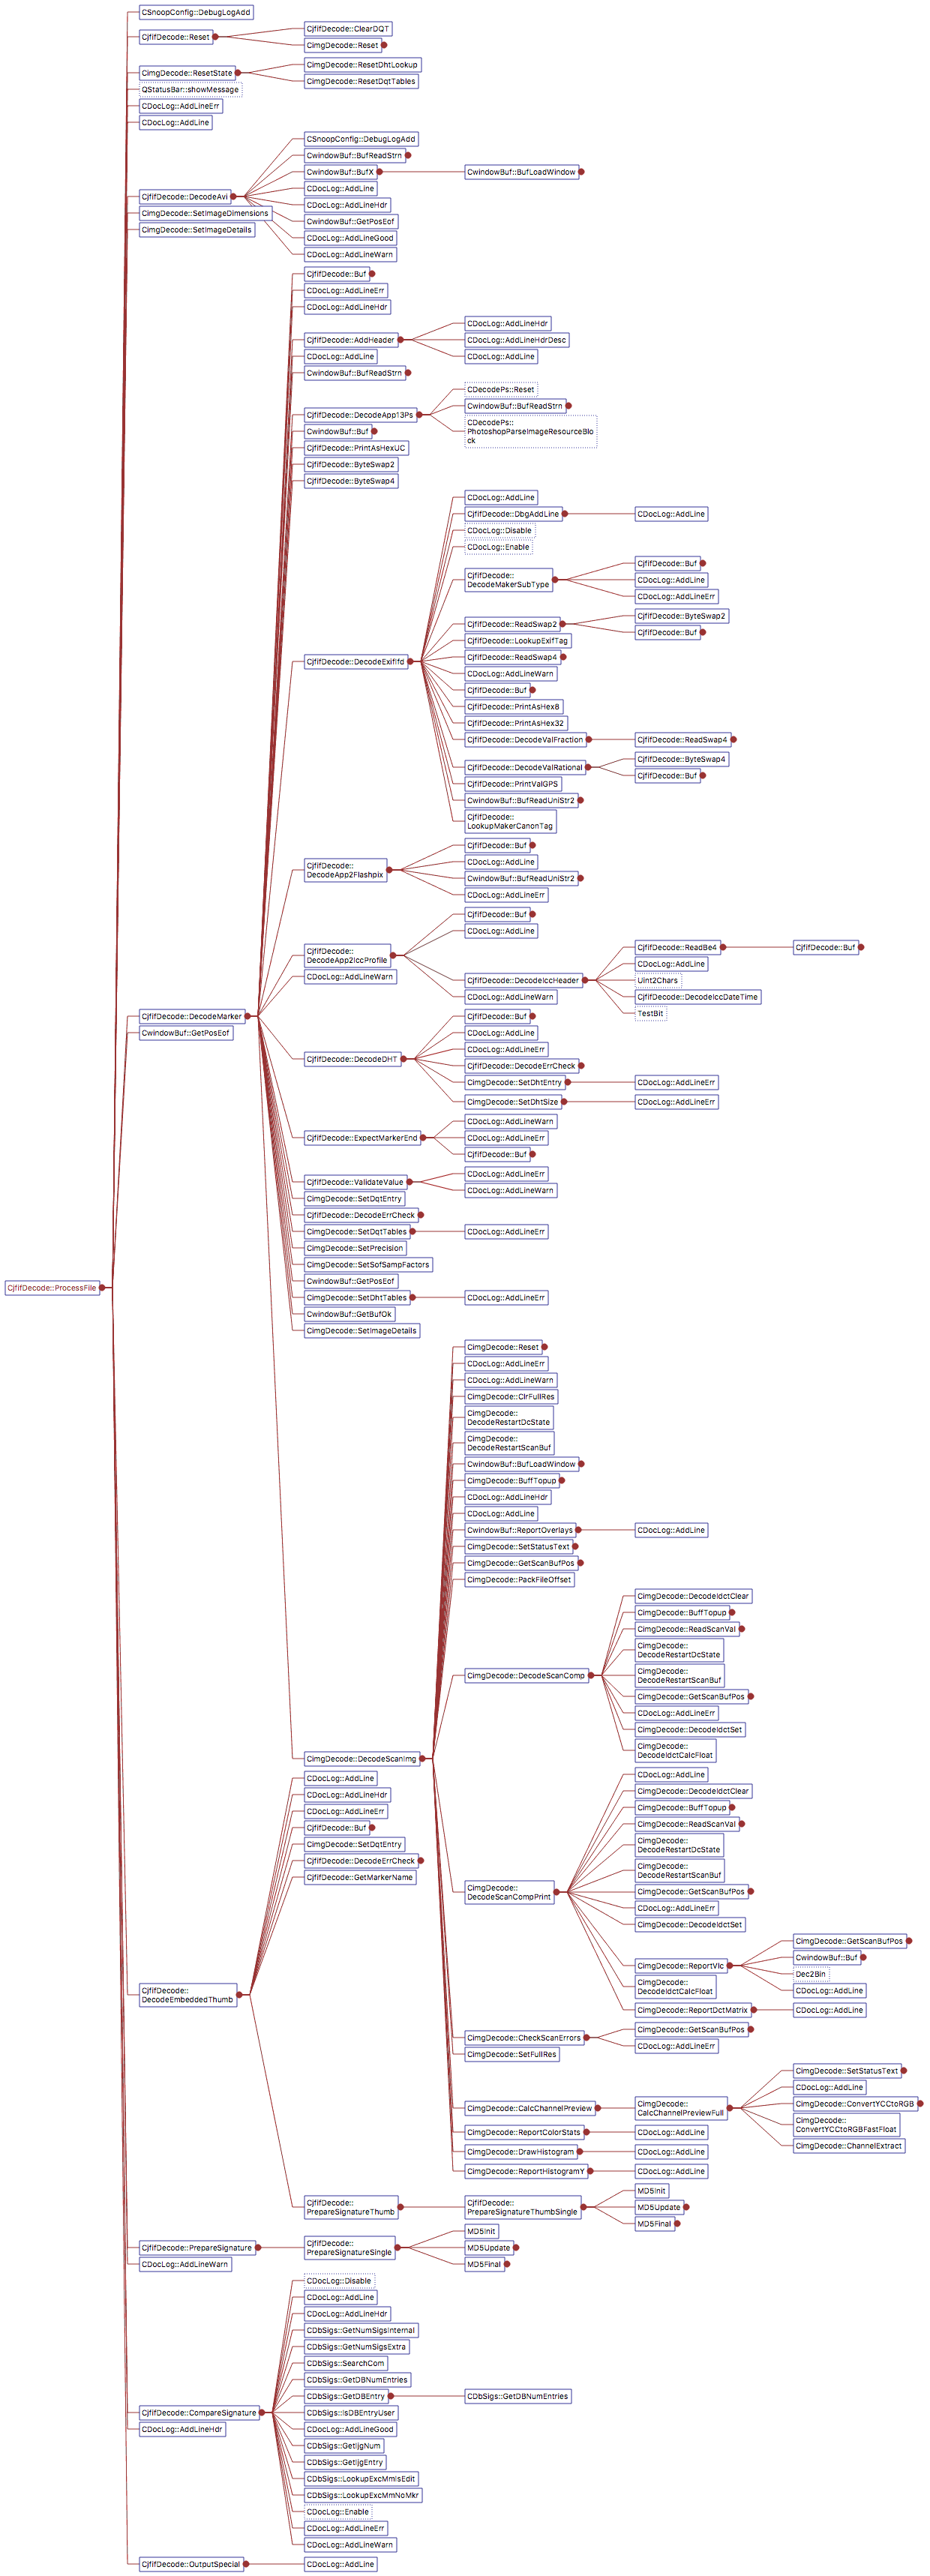 CSnoopConfig::DebugLogAdd
CjfifDecode::Reset
CjfifDecode::ClearDQT
CimgDecode::Reset
CimgDecode::ResetState
CimgDecode::ResetDhtLookup
CimgDecode::ResetDqtTables
QStatusBar::showMessage
CDocLog::AddLineErr
CDocLog::AddLine
CjfifDecode::DecodeAvi
CSnoopConfig::DebugLogAdd
CwindowBuf::BufReadStrn
CwindowBuf::BufX
CwindowBuf::BufLoadWindow
CDocLog::AddLine
CDocLog::AddLineHdr
CwindowBuf::GetPosEof
CDocLog::AddLineGood
CDocLog::AddLineWarn
CimgDecode::SetImageDimensions
CimgDecode::SetImageDetails
CjfifDecode::ProcessFile
CjfifDecode::DecodeMarker
CwindowBuf::GetPosEof
CjfifDecode::Buf
CDocLog::AddLineErr
CDocLog::AddLineHdr
CjfifDecode::AddHeader
CDocLog::AddLineHdr
CDocLog::AddLineHdrDesc
CDocLog::AddLine
CDocLog::AddLine
CwindowBuf::BufReadStrn
CjfifDecode::DecodeApp13Ps
CDecodePs::Reset
CwindowBuf::BufReadStrn
CDecodePs::
PhotoshopParseImageResourceBlo
ck
CwindowBuf::Buf
CjfifDecode::PrintAsHexUC
CjfifDecode::ByteSwap2
CjfifDecode::ByteSwap4
CjfifDecode::DecodeExifIfd
CDocLog::AddLine
CjfifDecode::DbgAddLine
CDocLog::AddLine
CDocLog::Disable
CDocLog::Enable
CjfifDecode::
DecodeMakerSubType
CjfifDecode::Buf
CDocLog::AddLine
CDocLog::AddLineErr
CjfifDecode::ReadSwap2
CjfifDecode::ByteSwap2
CjfifDecode::Buf
CjfifDecode::LookupExifTag
CjfifDecode::ReadSwap4
CDocLog::AddLineWarn
CjfifDecode::Buf
CjfifDecode::PrintAsHex8
CjfifDecode::PrintAsHex32
CjfifDecode::DecodeValFraction
CjfifDecode::ReadSwap4
CjfifDecode::DecodeValRational
CjfifDecode::ByteSwap4
CjfifDecode::Buf
CjfifDecode::PrintValGPS
CwindowBuf::BufReadUniStr2
CjfifDecode::
LookupMakerCanonTag
CjfifDecode::
DecodeApp2Flashpix
CjfifDecode::Buf
CDocLog::AddLine
CwindowBuf::BufReadUniStr2
CDocLog::AddLineErr
CjfifDecode::
DecodeApp2IccProfile
CjfifDecode::Buf
CDocLog::AddLine
CjfifDecode::DecodeIccHeader
CjfifDecode::ReadBe4
CjfifDecode::Buf
CDocLog::AddLine
Uint2Chars
CjfifDecode::DecodeIccDateTime
TestBit
CDocLog::AddLineWarn
CDocLog::AddLineWarn
CjfifDecode::DecodeDHT
CjfifDecode::Buf
CDocLog::AddLine
CDocLog::AddLineErr
CjfifDecode::DecodeErrCheck
CimgDecode::SetDhtEntry
CDocLog::AddLineErr
CimgDecode::SetDhtSize
CDocLog::AddLineErr
CjfifDecode::ExpectMarkerEnd
CDocLog::AddLineWarn
CDocLog::AddLineErr
CjfifDecode::Buf
CjfifDecode::ValidateValue
CDocLog::AddLineErr
CDocLog::AddLineWarn
CimgDecode::SetDqtEntry
CjfifDecode::DecodeErrCheck
CimgDecode::SetDqtTables
CDocLog::AddLineErr
CimgDecode::SetPrecision
CimgDecode::SetSofSampFactors
CwindowBuf::GetPosEof
CimgDecode::SetDhtTables
CDocLog::AddLineErr
CwindowBuf::GetBufOk
CimgDecode::SetImageDetails
CimgDecode::DecodeScanImg
CimgDecode::Reset
CDocLog::AddLineErr
CDocLog::AddLineWarn
CimgDecode::ClrFullRes
CimgDecode::
DecodeRestartDcState
CimgDecode::
DecodeRestartScanBuf
CwindowBuf::BufLoadWindow
CimgDecode::BuffTopup
CDocLog::AddLineHdr
CDocLog::AddLine
CwindowBuf::ReportOverlays
CDocLog::AddLine
CimgDecode::SetStatusText
CimgDecode::GetScanBufPos
CimgDecode::PackFileOffset
CimgDecode::DecodeScanComp
CimgDecode::DecodeIdctClear
CimgDecode::BuffTopup
CimgDecode::ReadScanVal
CimgDecode::
DecodeRestartDcState
CimgDecode::
DecodeRestartScanBuf
CimgDecode::GetScanBufPos
CDocLog::AddLineErr
CimgDecode::DecodeIdctSet
CimgDecode::
DecodeIdctCalcFloat
CimgDecode::
DecodeScanCompPrint
CDocLog::AddLine
CimgDecode::DecodeIdctClear
CimgDecode::BuffTopup
CimgDecode::ReadScanVal
CimgDecode::
DecodeRestartDcState
CimgDecode::
DecodeRestartScanBuf
CimgDecode::GetScanBufPos
CDocLog::AddLineErr
CimgDecode::DecodeIdctSet
CimgDecode::ReportVlc
CimgDecode::GetScanBufPos
CwindowBuf::Buf
Dec2Bin
CDocLog::AddLine
CimgDecode::
DecodeIdctCalcFloat
CimgDecode::ReportDctMatrix
CDocLog::AddLine
CimgDecode::CheckScanErrors
CimgDecode::GetScanBufPos
CDocLog::AddLineErr
CimgDecode::SetFullRes
CimgDecode::CalcChannelPreview
CimgDecode::
CalcChannelPreviewFull
CimgDecode::SetStatusText
CDocLog::AddLine
CimgDecode::ConvertYCCtoRGB
CimgDecode::
ConvertYCCtoRGBFastFloat
CimgDecode::ChannelExtract
CimgDecode::ReportColorStats
CDocLog::AddLine
CimgDecode::DrawHistogram
CDocLog::AddLine
CimgDecode::ReportHistogramY
CDocLog::AddLine
CjfifDecode::
DecodeEmbeddedThumb
CDocLog::AddLine
CDocLog::AddLineHdr
CDocLog::AddLineErr
CjfifDecode::Buf
CimgDecode::SetDqtEntry
CjfifDecode::DecodeErrCheck
CjfifDecode::GetMarkerName
CjfifDecode::
PrepareSignatureThumb
CjfifDecode::
PrepareSignatureThumbSingle
MD5Init
MD5Update
MD5Final
CjfifDecode::PrepareSignature
CjfifDecode::
PrepareSignatureSingle
MD5Init
MD5Update
MD5Final
CDocLog::AddLineWarn
CjfifDecode::CompareSignature
CDocLog::Disable
CDocLog::AddLine
CDocLog::AddLineHdr
CDbSigs::GetNumSigsInternal
CDbSigs::GetNumSigsExtra
CDbSigs::SearchCom
CDbSigs::GetDBNumEntries
CDbSigs::GetDBEntry
CDbSigs::GetDBNumEntries
CDbSigs::IsDBEntryUser
CDocLog::AddLineGood
CDbSigs::GetIjgNum
CDbSigs::GetIjgEntry
CDbSigs::LookupExcMmIsEdit
CDbSigs::LookupExcMmNoMkr
CDocLog::Enable
CDocLog::AddLineErr
CDocLog::AddLineWarn
CDocLog::AddLineHdr
CjfifDecode::OutputSpecial
CDocLog::AddLine